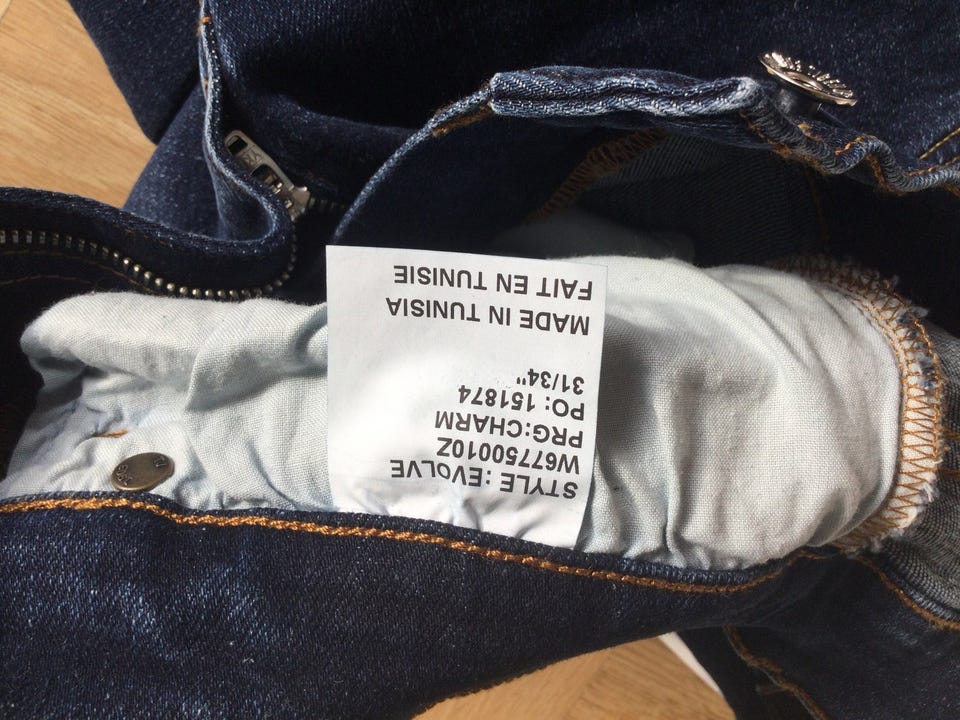 STYLE : EVOLVE
W67750010Z
PRG:CHARM
PO: 151874
31/34"
MADE IN TUNISIA
FAIT EN TUNISIE